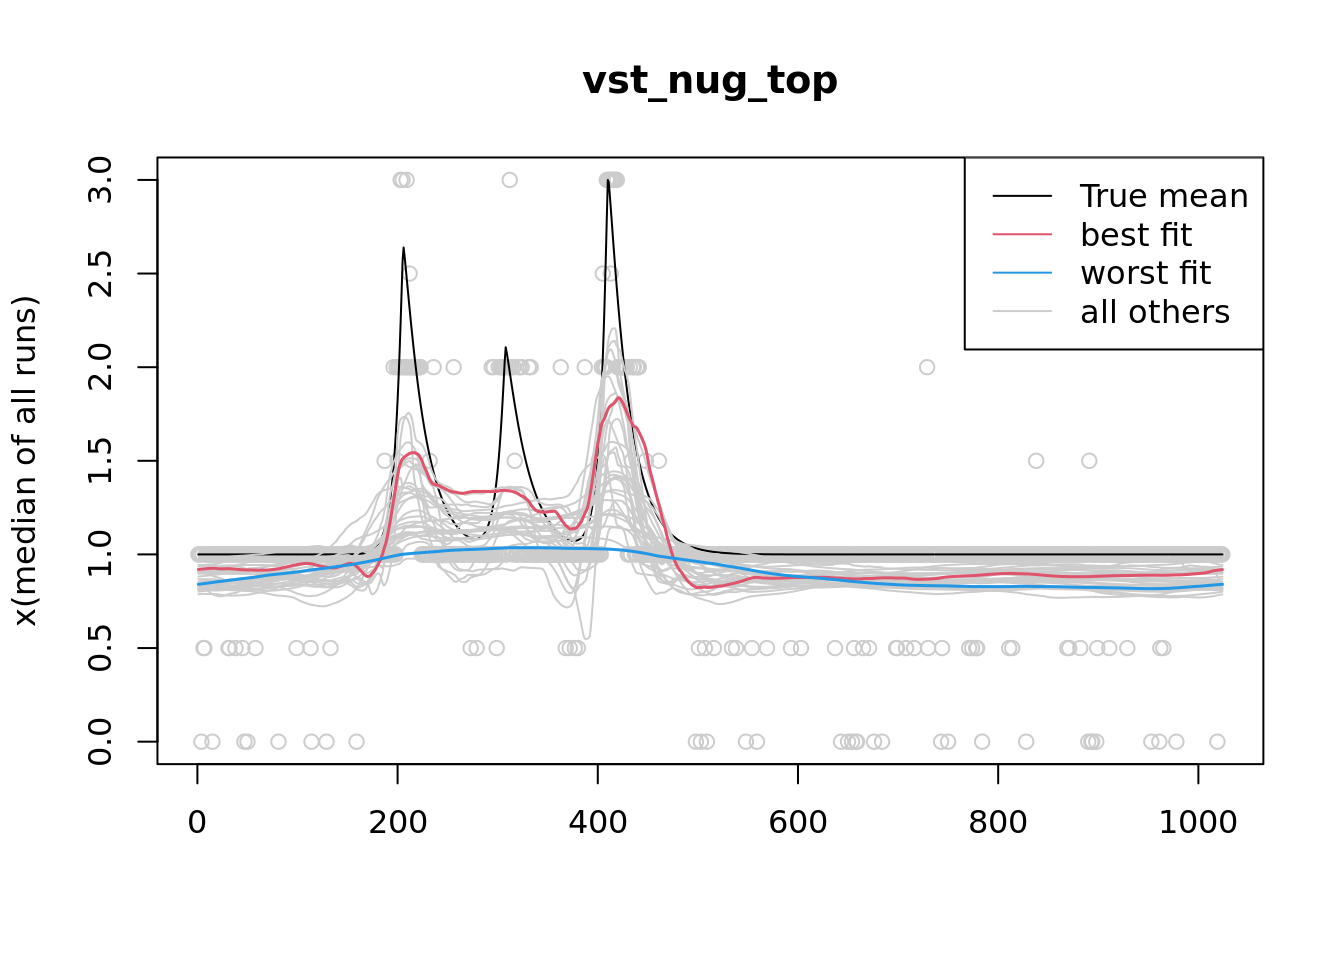 vst_nug_top
x(median of all runs)
3.0
2.5
2.0
1.5
1.0
0.5
0.0
True mean
best fit
worst fit
all others
0 200 400 600 800 1000